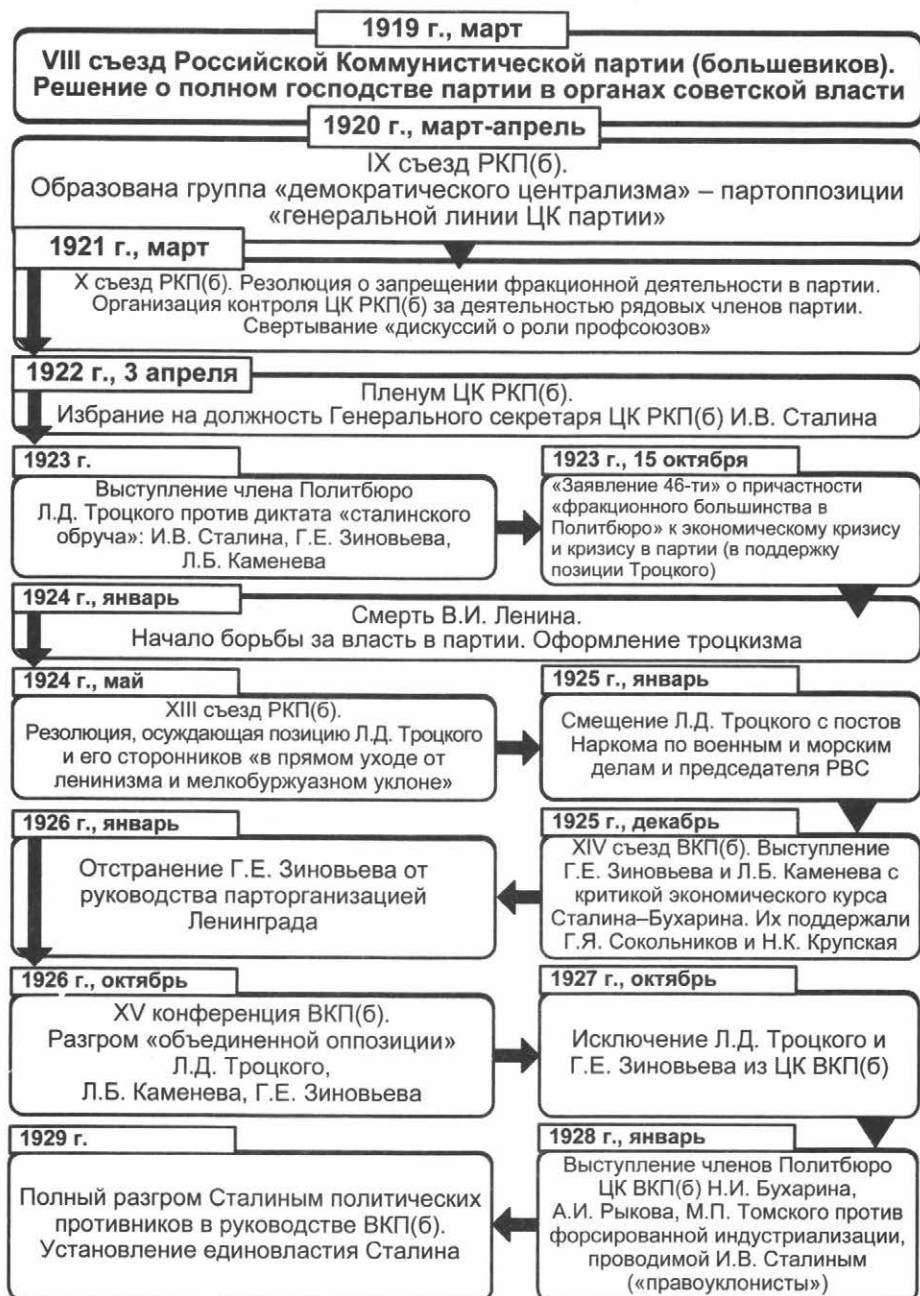 1919 г., март
VIII съезд Российской Коммунистической партии (большевиков).
Решение о полном господстве партии в органах советской власти
1920 г., март-апрель
IX съезд РКП(б).
Образована группа «демократического централизма» – партоппозиции
«генеральной линии ЦК партии»
1921 г., март
X съезд РКП(б). Резолюция о запрещении фракционной деятельности в партии.
Организация контроля ЦК РКП(б) за деятельностью рядовых членов партии.
Свертывание «дискуссий о роли профсоюзов»
1922 г., 3 апреля
Пленум ЦК РКП(б).
Избрание на должность Генерального секретаря ЦК РКП(б) И.В. Сталина
1923 г.
Выступление члена Политбюро
Л.Д. Троцкого против диктата «сталинского
обруча»: И.В. Сталина, Г.Е. Зиновьева,
Л.Б. Каменева
1923 г., 15 октября
«Заявление 46-ти» о причастности
«фракционного большинства в
Политбюро» к экономическому кризису
и кризису в партии (в поддержку
позиции Троцкого)
1924 г., январь
Смерть В.И. Ленина.
Начало борьбы за власть в партии. Оформление троцкизма
1924 г., май
XIII съезд РКП(б).
Резолюция, осуждающая позицию Л.Д. Троцкого
и его сторонников «в прямом уходе от
ленинизма и мелкобуржуазном уклоне»
1925 г., январь
Смещение Л.Д. Троцкого с постов
Наркома по военным и морским
делам и председателя РВС
1926 г., январь
Отстранение Г.Е. Зиновьева от
руководства парторганизацией
Ленинграда
1925 г., декабрь
XIV съезд ВКП(б). Выступление
Г.Е. Зиновьева и Л.Б. Каменева с
критикой экономического курса
Сталина–Бухарина. Их поддержали
Г.Я. Сокольников и Н.К. Крупская
1926 г., октябрь
XV конференция ВКП(б).
Разгром «объединенной оппозиции»
Л.Д. Троцкого,
Л.Б. Каменева, Г.Е. Зиновьева
1927 г., октябрь
Исключение Л.Д. Троцкого и
Г.Е. Зиновьева из ЦК ВКП(б)
1929 г.
Полный разгром Сталиным политических
противников в руководстве ВКП(б).
Установление единовластия Сталина
1928 г., январь
Выступление членов Политбюро
ЦК ВКП(б) Н.И. Бухарина,
А.И. Рыкова, М.П. Томского против
форсированной индустриализации,
проводимой И.В. Сталиным
(«правоуклонисты»)